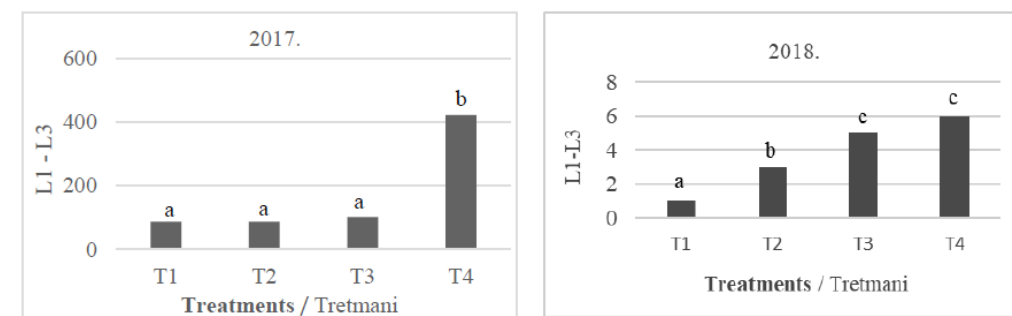 2017.
600
400
200
0
L1 - L3
a a a b
T1 T2 T3 T4
Treatments / Tretmani
2018.
8
6
4
2
0
L1-L3
a b c c
T1 T2 T3 T4
Treatments / Tretmani